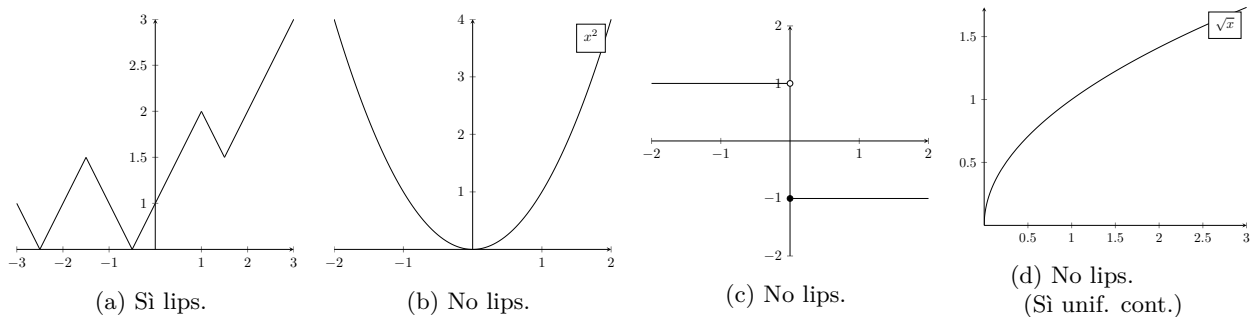 −3 −2 −1 1 2 3
1
1.5
2
3
(a) Sì lips.
−2 −1 1 2
1
2
3
4
x²
(b) No lips.
−2 −1 1 2
−2
−1
1
2
(c) No lips.
0.5 1 1.5 2 2.5 3
0.5
1
1.5
√x
(d) No lips.
(Sì unif. cont.)